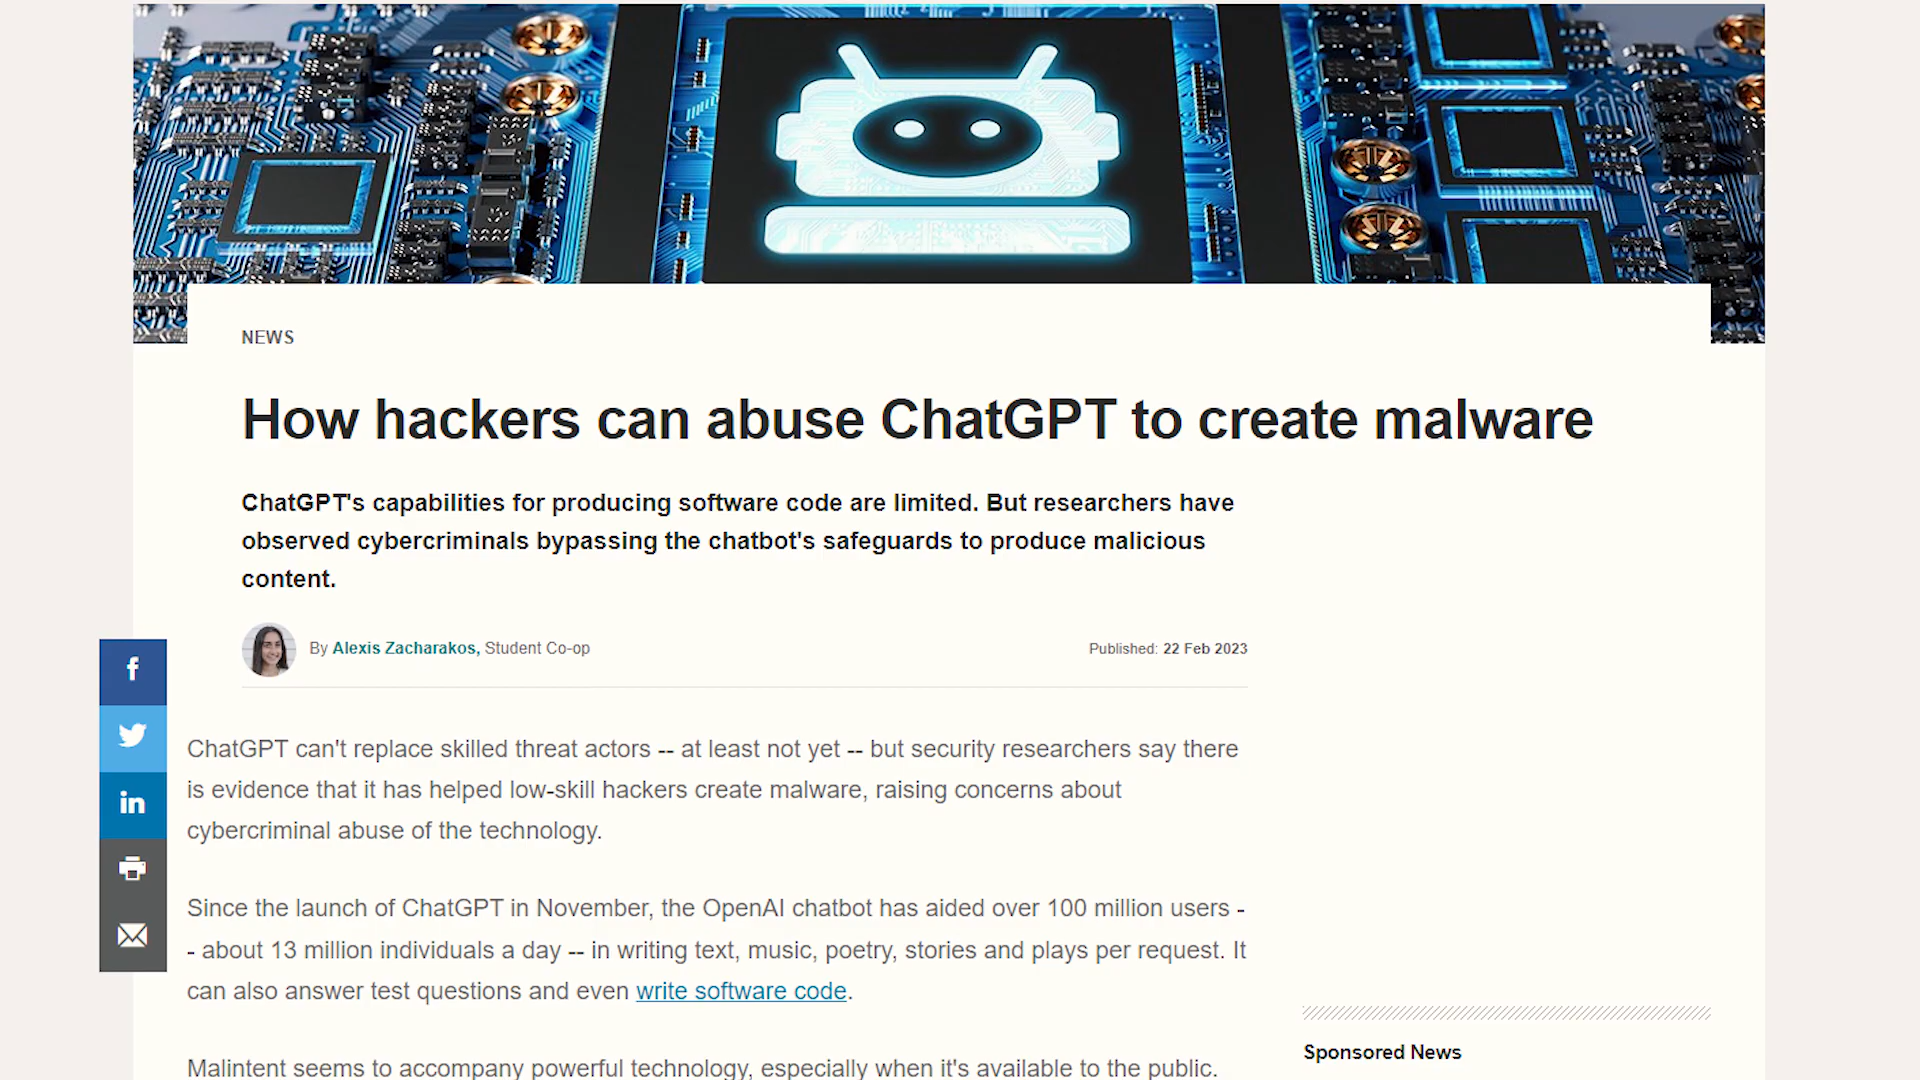 NEWS
How hackers can abuse ChatGPT to create malware
ChatGPT's capabilities for producing software code are limited. But researchers have
observed cybercriminals bypassing the chatbot's safeguards to produce malicious
content.
By Alexis Zacharakos, Student Co-op
Published: 22 Feb 2023
f
in
ChatGPT can't replace skilled threat actors -- at least not yet -- but security researchers say there
is evidence that it has helped low-skill hackers create malware, raising concerns about
cybercriminal abuse of the technology.
Since the launch of ChatGPT in November, the OpenAI chatbot has aided over 100 million users -
- about 13 million individuals a day -- in writing text, music, poetry, stories and plays per request. It
can also answer test questions and even write software code.
Malintent seems to accompany powerful technology, especially when it's available to the public.
Sponsored News